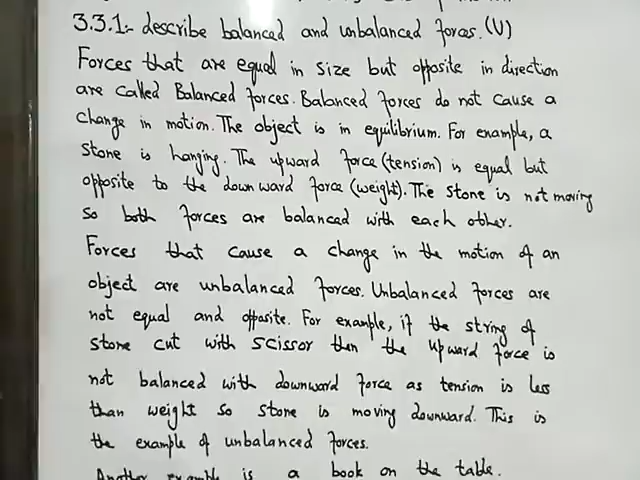 3.3.1:- describe balanced and unbalanced forces. (U)
Forces that are equal in size but opposite in direction
are called Balanced forces. Balanced forces do not cause a
change in motion. The object is in equilibrium. For example, a
stone is hanging. The upward force (tension) is equal but
opposite to the downward force (weight). The stone is not moving
so both forces are balanced with each other.
Forces that cause a change in the motion of an
object are unbalanced forces. Unbalanced forces are
not equal and opposite. For example, if the string of
stone cut with scissor then the upward force is
not balanced with downward force as tension is less
than weight so stone is moving downward. This is
the example of unbalanced forces.
Another example is a book on the table.